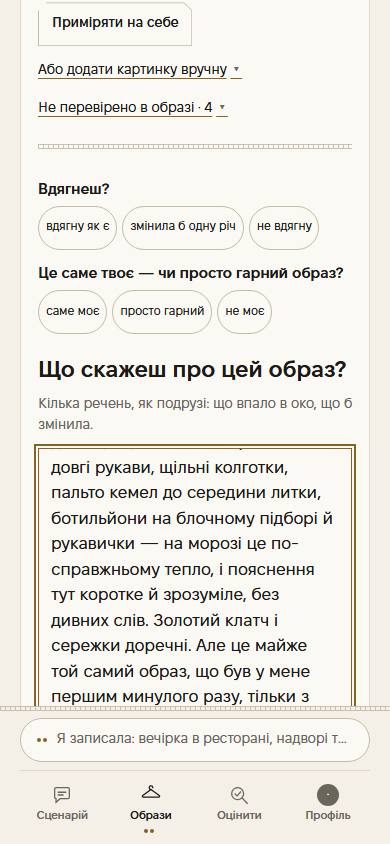 Приміряти на себе
Або додати картинку вручну ▾
Не перевірено в образі · 4 ▾
Вдягнеш?
вдягну як є
змінила б одну річ
не вдягну
Це саме твоє — чи просто гарний образ?
саме моє
просто гарний
не моє
Що скажеш про цей образ?
Кілька речень, як подрузі: що впало в око, що б
змінила.
довгі рукави, щільні колготки,
пальто кемел до середини литки,
ботильйони на блочному підборі й
рукавички — на морозі це по-
справжньому тепло, і пояснення
тут коротке й зрозуміле, без
дивних слів. Золотий клатч і
сережки доречні. Але це майже
той самий образ, що був у мене
першим минулого разу, тільки з
Я записала: вечірка в ресторані, надворі т…
Сценарій
Образи
Оцінити
Профіль